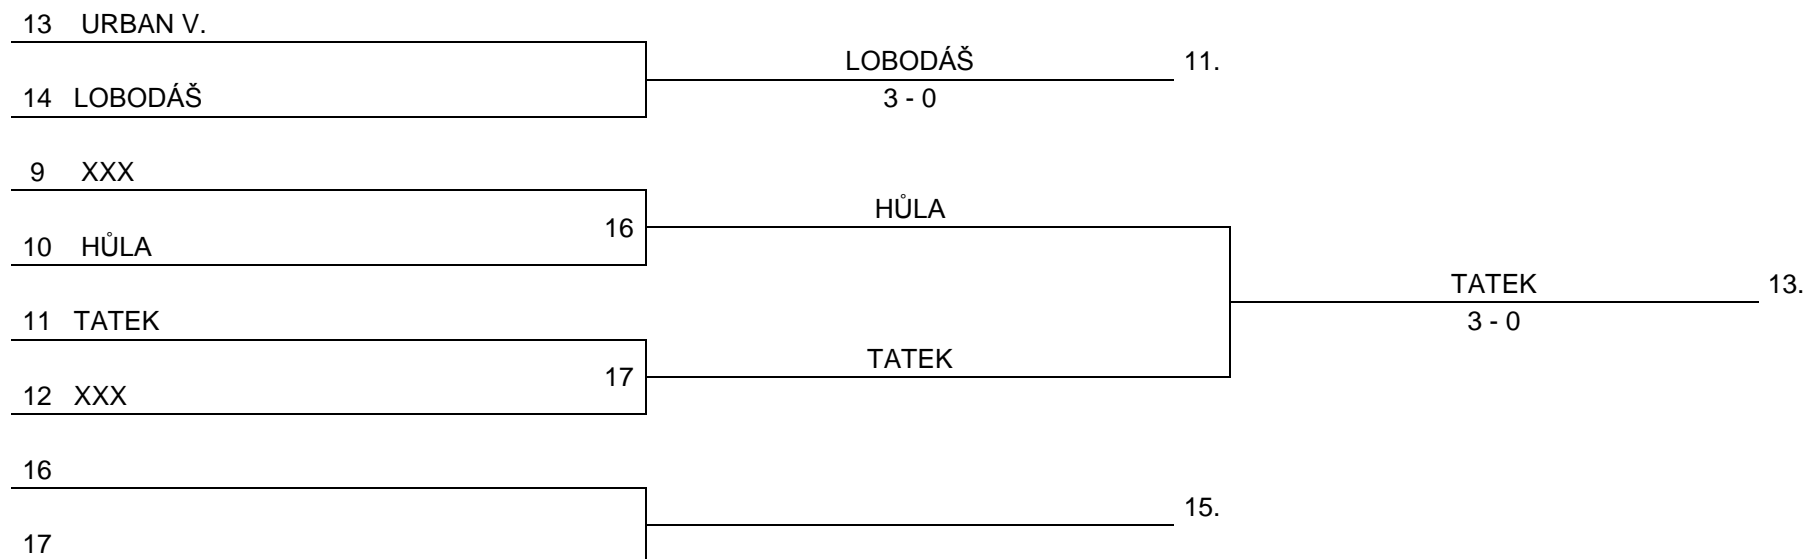 13 URBAN V.
LOBODÁŠ 11.
14 LOBODÁŠ
3 - 0
9 XXX
HŮLA
16
10 HŮLA
TATEK 13.
11 TATEK
3 - 0
TATEK
17
12 XXX
16
15.
17